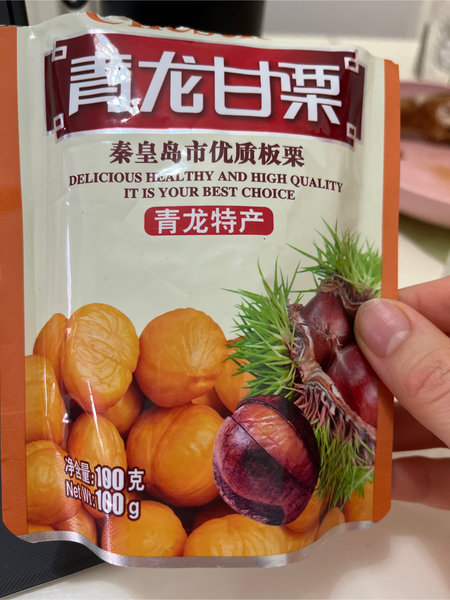 青龙甘栗
秦皇岛市优质板栗
DELICIOUS HEALTHY AND HIGH QUALITY
IT IS YOUR BEST CHOICE
青龙特产
净含量:100克
Net Wt:100g